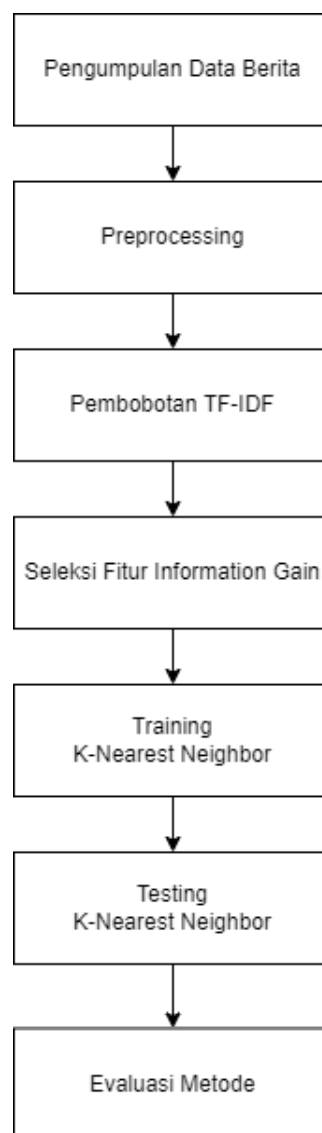 Pengumpulan Data Berita
Preprocessing
Pembobotan TF-IDF
Seleksi Fitur Information Gain
Training
K-Nearest Neighbor
Testing
K-Nearest Neighbor
Evaluasi Metode